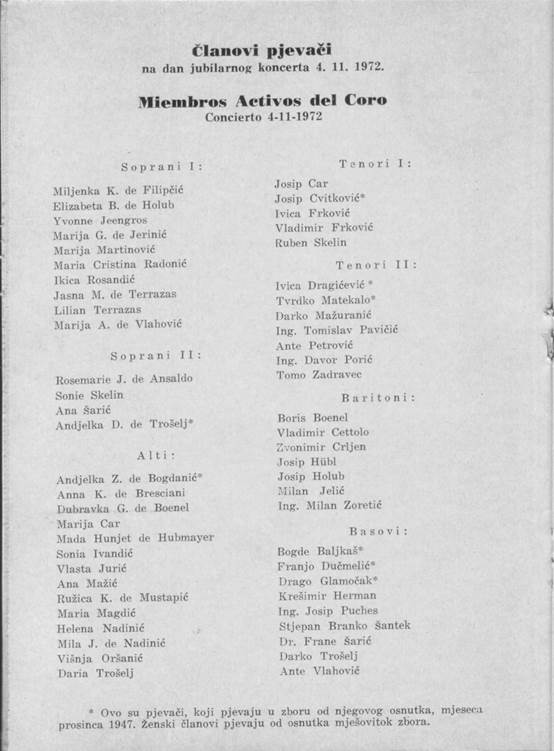 Članovi pjevači
na dan jubilarnog koncerta 4. 11. 1972.
Miembros Activos del Coro
Concierto 4-11-1972
Soprani I:
Miljenka K. de Filipčić
Elizabeta B. de Holub
Yvonne Jeengros
Marija G. de Jerinić
Marija Martinović
Maria Cristina Radonić
Ikica Rosandić
Jasna M. de Terrazas
Lilian Terrazas
Marija A. de Vlahović
Soprani II:
Rosemarie J. de Ansaldo
Sonie Skelin
Ana Šarić
Andjelka D. de Trošelj*
Alti:
Andjelka Z. de Bogdanić*
Anna K. de Bresciani
Dubravka G. de Boenel
Marija Car
Mada Hunjet de Hubmayer
Sonia Ivandić
Vlasta Jurić
Ana Mažić
Ružica K. de Mustapić
Maria Magdić
Helena Nadinić
Mila J. de Nadinić
Višnja Oršanić
Daria Trošelj
Tenori I:
Josip Car
Josip Cvitković*
Ivica Frković
Vladimir Frković
Ruben Skelin
Tenori II:
Ivica Dragićević *
Tvrdko Matekalo*
Darko Mažuranić
Ing. Tomislav Pavičić
Ante Petrović
Ing. Davor Porić
Tomo Zadravec
Baritoni:
Boris Boenel
Vladimir Cettolo
Zvonimir Crljen
Josip Hübl
Josip Holub
Milan Jelić
Ing. Milan Zoretić
Basovi:
Bogde Baljkaš*
Franjo Dučmelić*
Drago Glamočak*
Krešimir Herman
Ing. Josip Puches
Stjepan Branko Šantek
Dr. Frane Šarić
Darko Trošelj
Ante Vlahović
* Ovo su pjevači, koji pjevaju u zboru od njegovog osnutka, mjeseca
prosinca 1947. Ženski članovi pjevaju od osnutka mješovitok zbora.